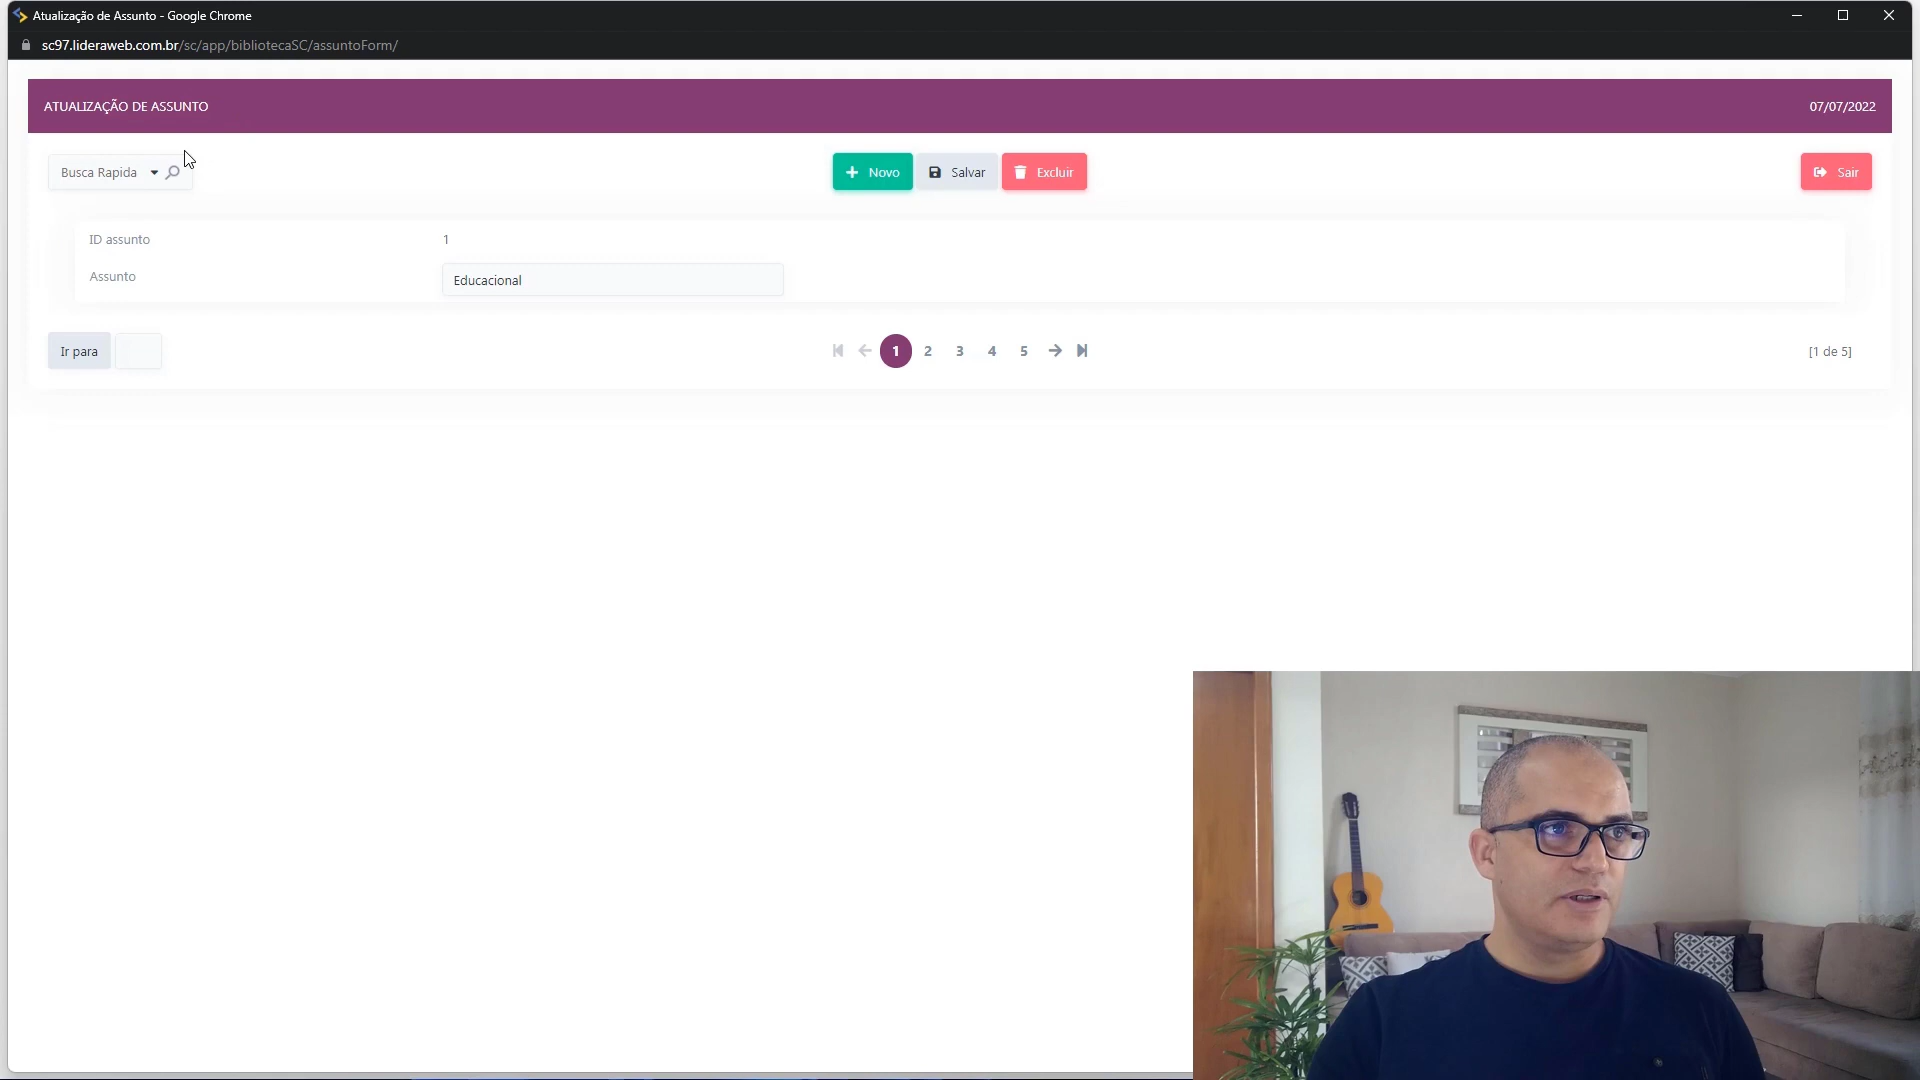 Atualização de Assunto - Google Chrome
sc97.lideraweb.com.br/sc/app/bibliotecaSC/assuntoForm/
ATUALIZAÇÃO DE ASSUNTO 07/07/2022
Busca Rapida Novo Salvar Excluir Sair
ID assunto 1
Assunto Educacional
Ir para 1 2 3 4 5 [1 de 5]